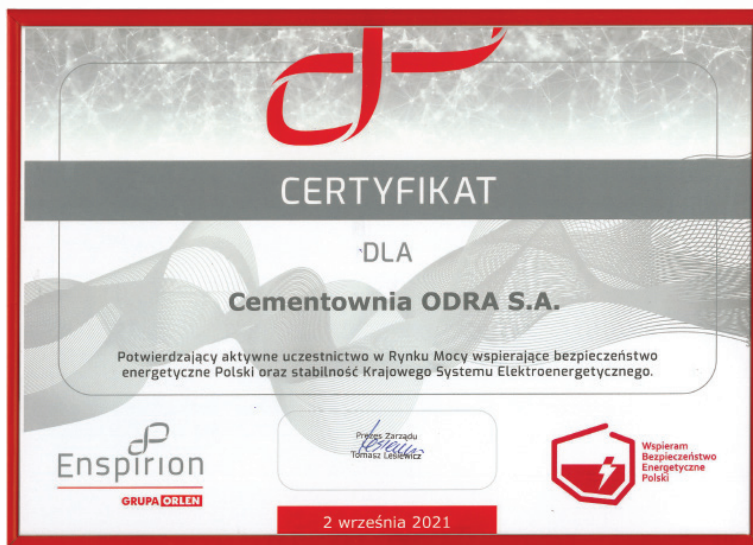 CERTYFIKAT
DLA
Cementownia ODRA S.A.
Potwierdzający aktywne uczestnictwo w Rynku Mocy wspierające bezpieczeństwo
energetyczne Polski oraz stabilność Krajowego Systemu Elektroenergetycznego.
Enspirion
GRUPA ORLEN
Prezes Zarządu
Tomasz Lesiewicz
Wspieram
Bezpieczeństwo
Energetyczne
Polski
2 września 2021